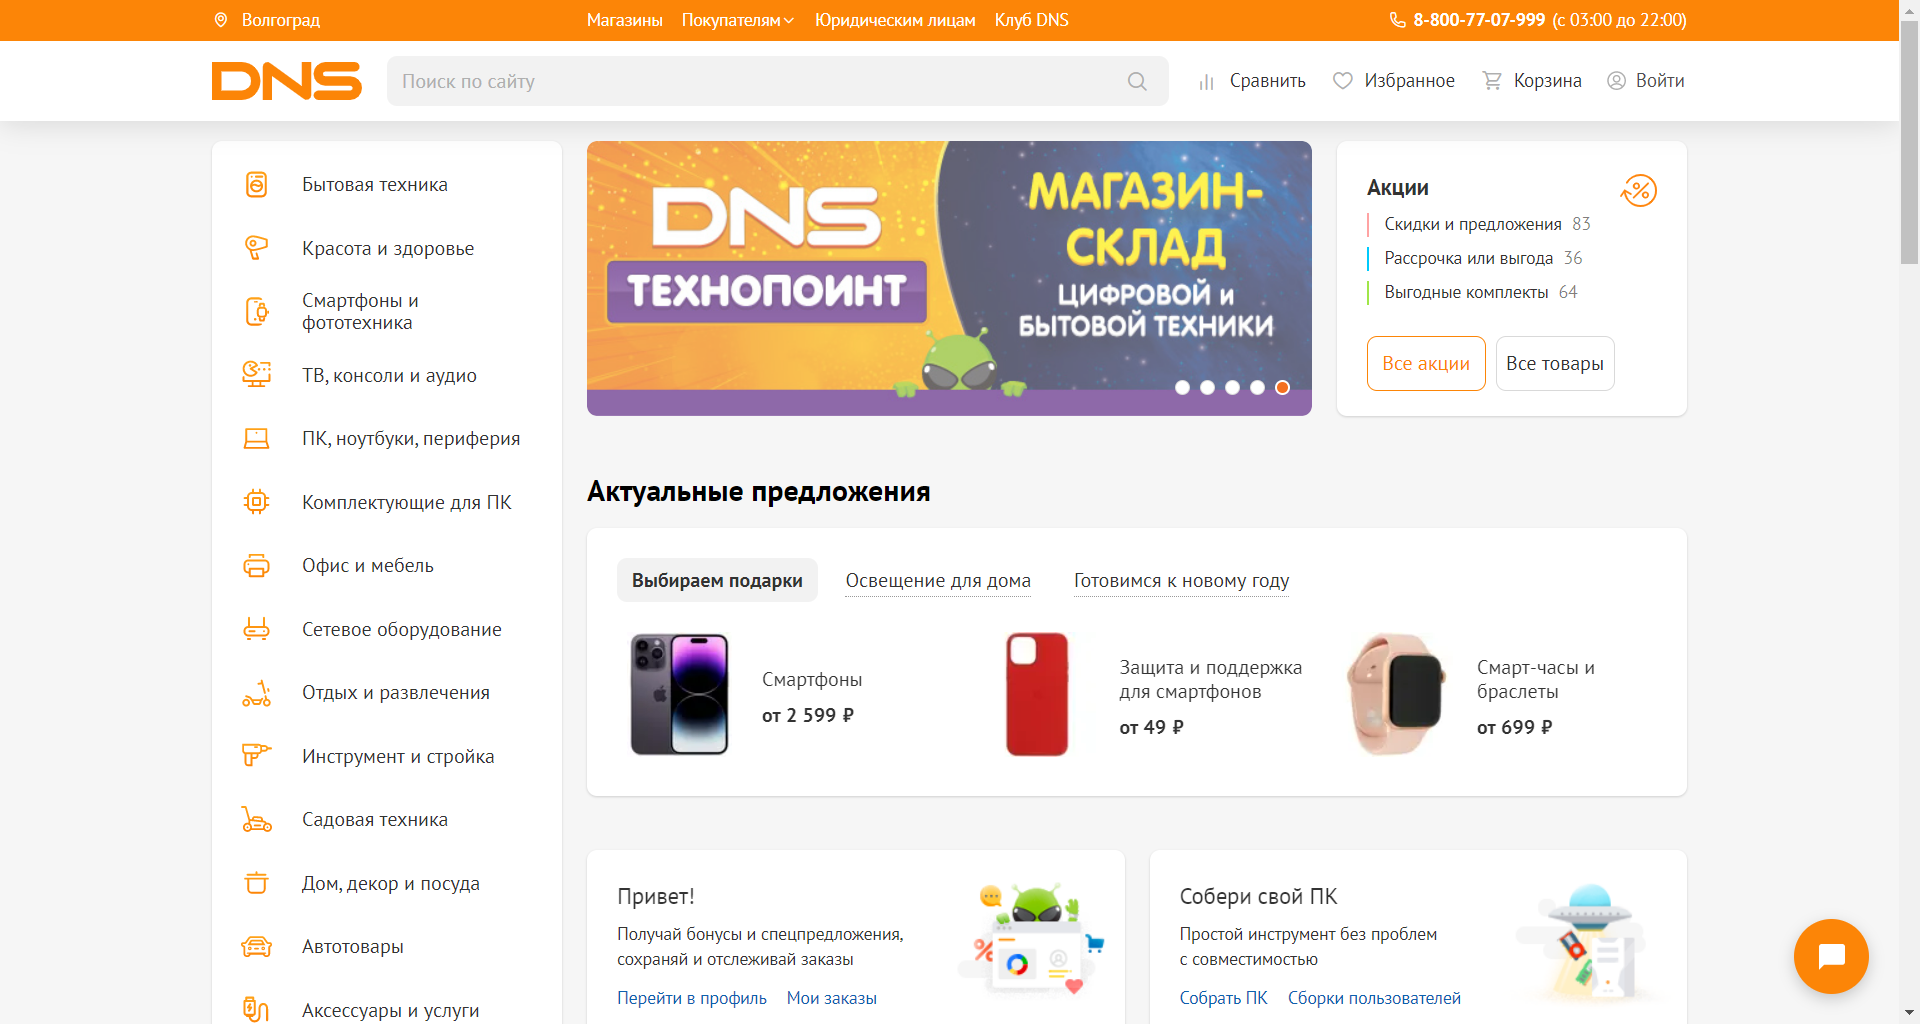 Волгоград
Магазины Покупателям Юридическим лицам Клуб DNS
8-800-77-07-999 (с 03:00 до 22:00)
DNS
Поиск по сайту
Сравнить Избранное Корзина Войти
Бытовая техника
Красота и здоровье
Смартфоны и
фототехника
ТВ, консоли и аудио
ПК, ноутбуки, периферия
Комплектующие для ПК
Офис и мебель
Сетевое оборудование
Отдых и развлечения
Инструмент и стройка
Садовая техника
Дом, декор и посуда
Автотовары
Аксессуары и услуги
DNS
ТЕХНОПОИНТ
МАГАЗИН-
СКЛАД
ЦИФРОВОЙ и
БЫТОВОЙ ТЕХНИКИ
Акции
Скидки и предложения 83
Рассрочка или выгода 36
Выгодные комплекты 64
Все акции Все товары
Актуальные предложения
Выбираем подарки Освещение для дома Готовимся к новому году
Смартфоны
от 2 599 ₽
Защита и поддержка
для смартфонов
от 49 ₽
Смарт-часы и
браслеты
от 699 ₽
Привет!
Получай бонусы и спецпредложения,
сохраняй и отслеживай заказы
Перейти в профиль Мои заказы
Собери свой ПК
Простой инструмент без проблем
с совместимостью
Собрать ПК Сборки пользователей